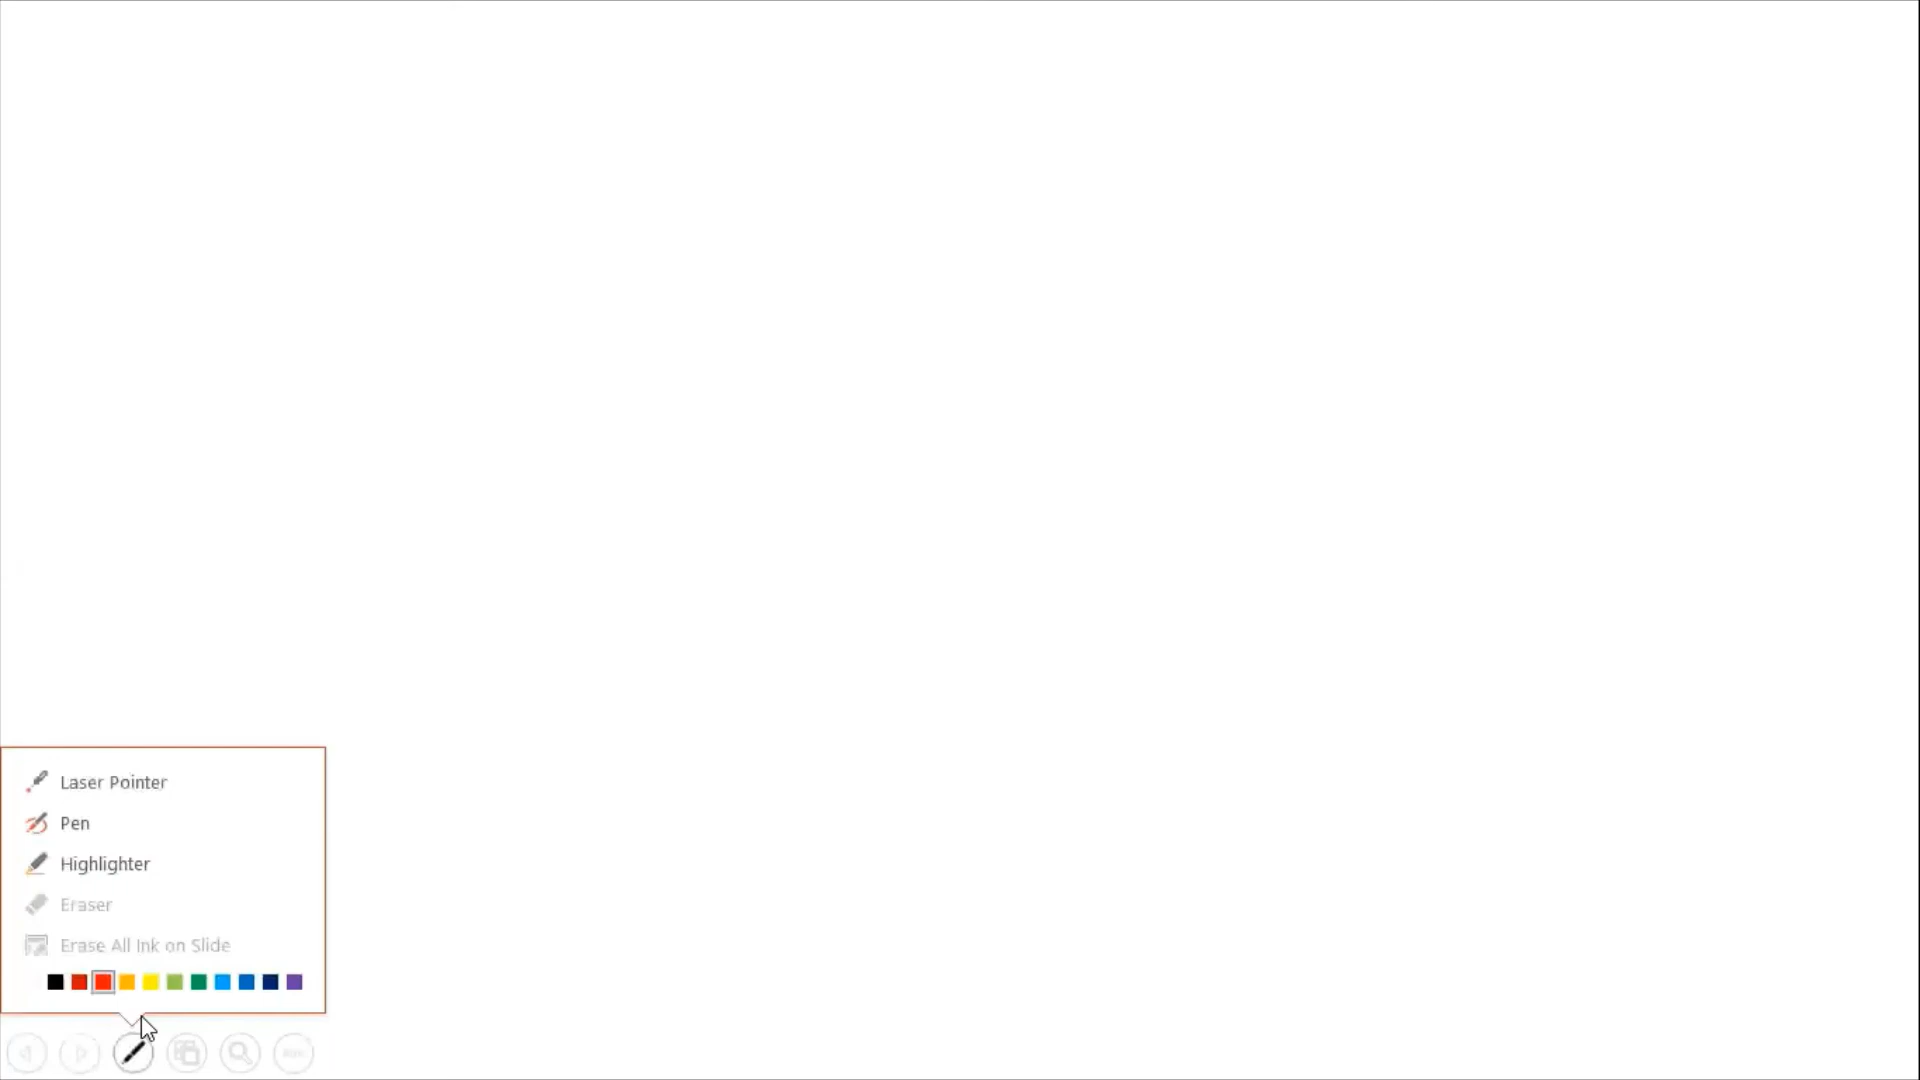 Laser Pointer
Pen
Highlighter
Eraser
Erase All Ink on Slide